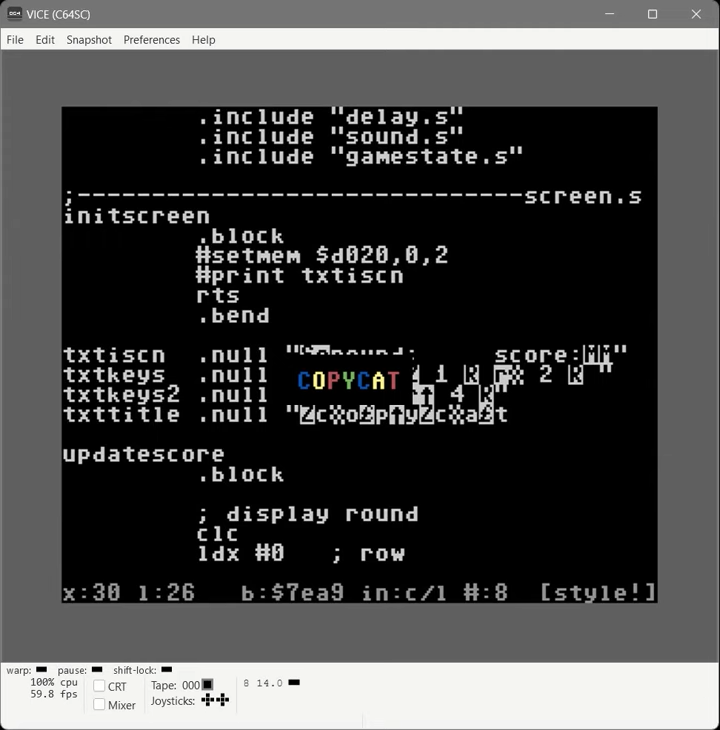 VICE (C64SC)
File Edit Snapshot Preferences Help
.include "delay.s"
.include "sound.s"
.include "gamestate.s"
;------------------------------screen.s
initscreen
.block
#setmem $d020,0,2
#print txtiscn
rts
.bend
txtiscn .null " round: score: "
txtkeys .null 1 R 2 R "
COPYCAT
txtkeys2 .null 4 R"
txttitle .null "Zc o£p↑yZc a£t
updatescore
.block
; display round
clc
ldx #0 ; row
x:30 l:26 b:$7ea9 in:c/l #:8 [style!]
warp: pause: shift-lock:
100% cpu
59.8 fps
CRT
Mixer
Tape: 000
Joysticks:
8 14.0